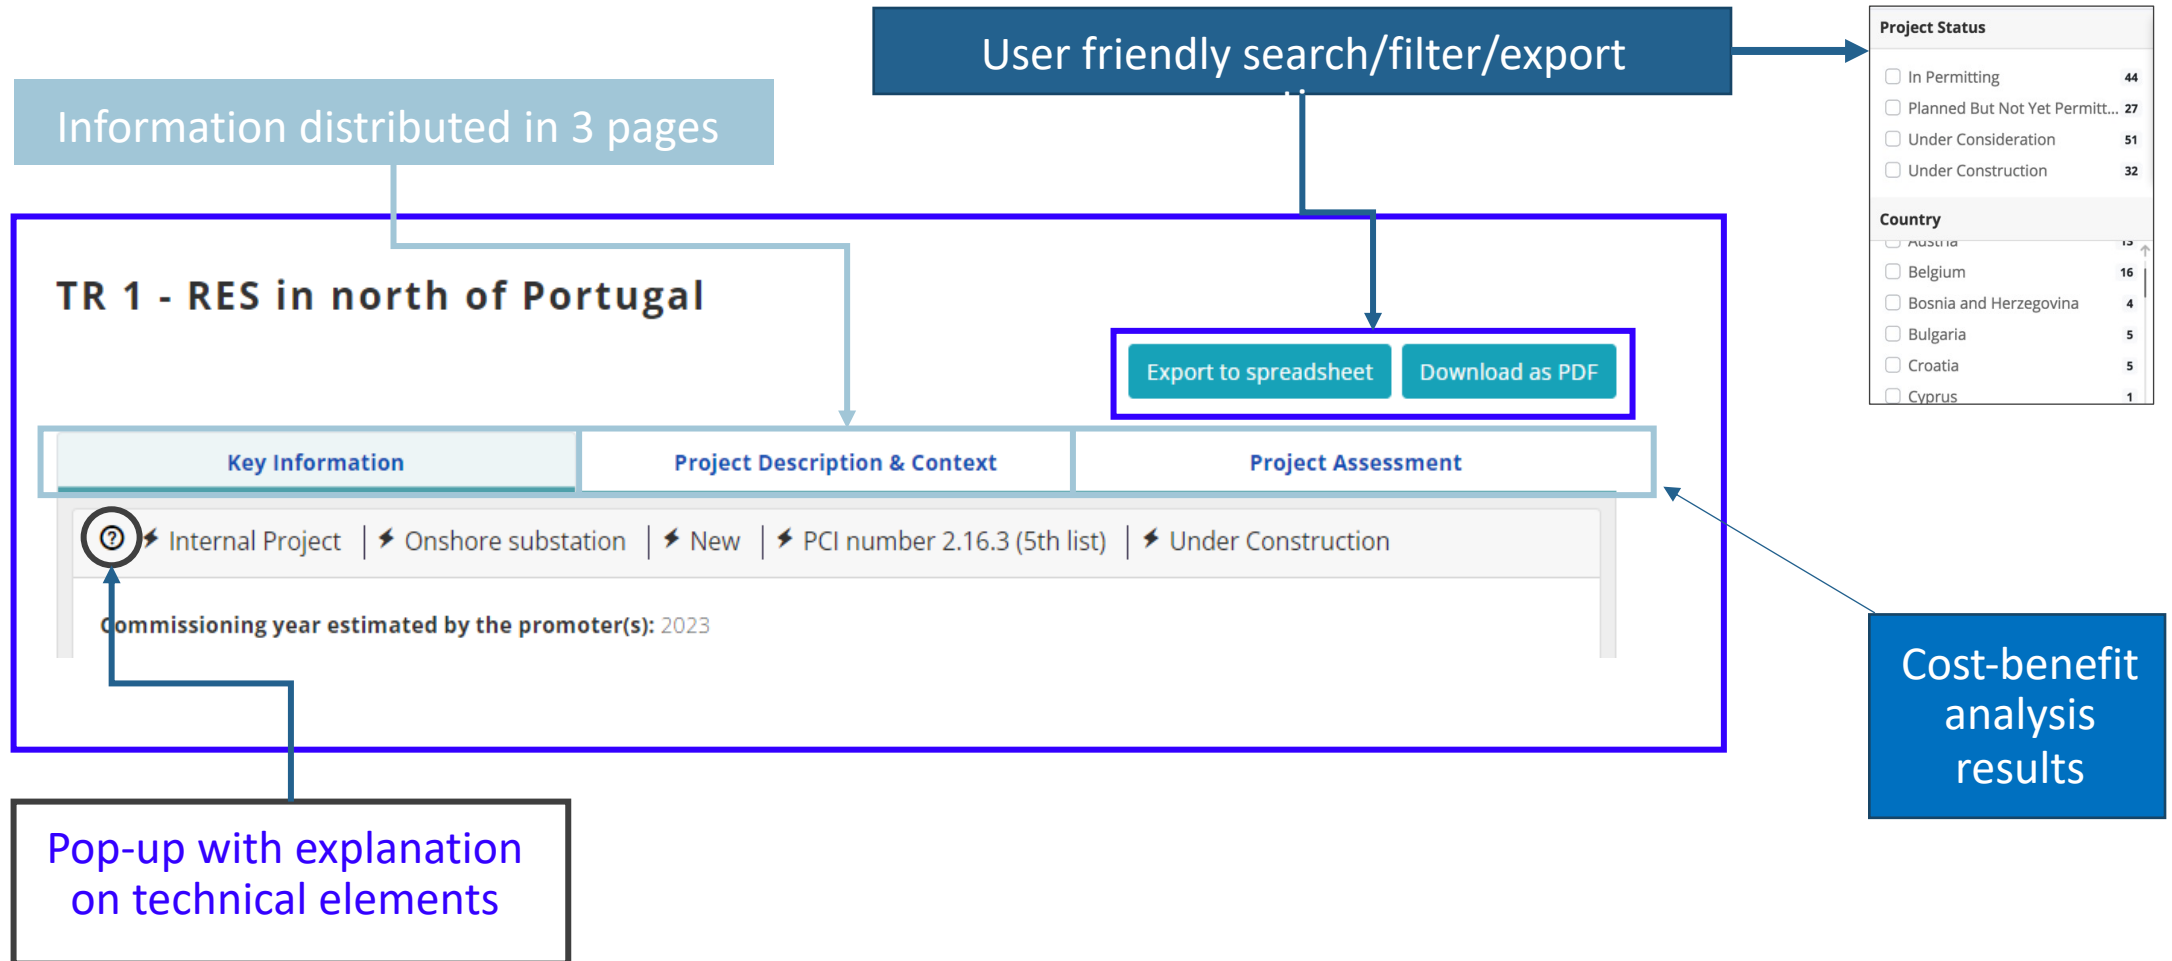 User friendly search/filter/export
Information distributed in 3 pages
Project Status
In Permitting 44
Planned But Not Yet Permitt... 27
Under Consideration 51
Under Construction 32
Country
Austria 13
Belgium 16
Bosnia and Herzegovina 4
Bulgaria 5
Croatia 5
Cyprus 1
TR 1 - RES in north of Portugal
Export to spreadsheet Download as PDF
Key Information Project Description & Context Project Assessment
Internal Project | Onshore substation | New | PCI number 2.16.3 (5th list) | Under Construction
Commissioning year estimated by the promoter(s): 2023
Cost-benefit
analysis
results
Pop-up with explanation
on technical elements